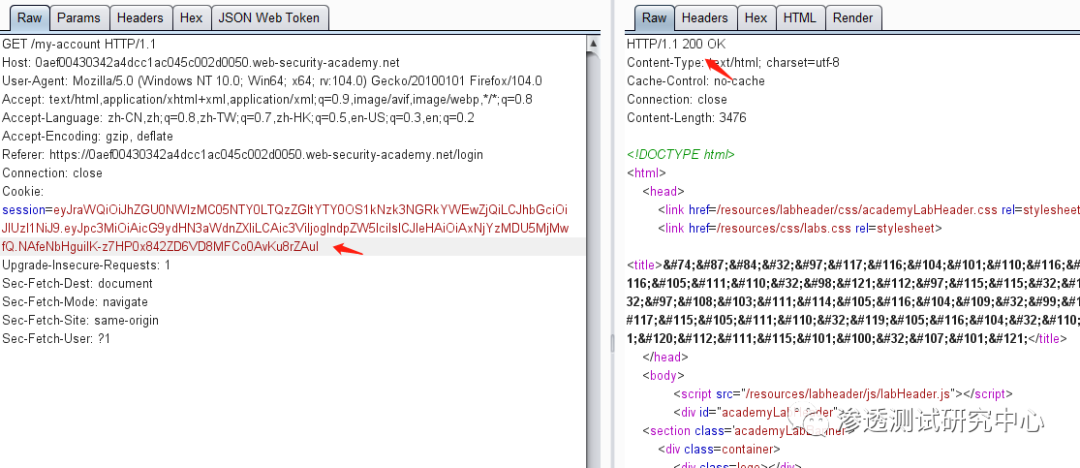 Raw Params Headers Hex JSON Web Token
GET /my-account HTTP/1.1
Host: 0aef00430342a4dcc1ac045c002d0050.web-security-academy.net
User-Agent: Mozilla/5.0 (Windows NT 10.0; Win64; x64; rv:104.0) Gecko/20100101 Firefox/104.0
Accept: text/html,application/xhtml+xml,application/xml;q=0.9,image/avif,image/webp,*/*;q=0.8
Accept-Language: zh-CN,zh;q=0.8,zh-TW;q=0.7,zh-HK;q=0.5,en-US;q=0.3,en;q=0.2
Accept-Encoding: gzip, deflate
Referer: https://0aef00430342a4dcc1ac045c002d0050.web-security-academy.net/login
Connection: close
Cookie:
session=eyJraWQiOiJhZGU0NWIzMC05NTY0LTQzZGItYTY0OS1kNzk3NGRkYWEwZjQiLCJhbGciOi
JIUzI1NiJ9.eyJpc3MiOiAicG9ydHN3aWdnZXIiLCAic3ViIjogIndpZW5lciIsICJleHAiOiAxNjYzMDU5MjMw
fQ.NAfeNbHguilK-z7HP0x842ZD6VD8MFCo0AvKu8rZAuI
Upgrade-Insecure-Requests: 1
Sec-Fetch-Dest: document
Sec-Fetch-Mode: navigate
Sec-Fetch-Site: same-origin
Sec-Fetch-User: ?1
Raw Headers Hex HTML Render
HTTP/1.1 200 OK
Content-Type: text/html; charset=utf-8
Cache-Control: no-cache
Connection: close
Content-Length: 3476
<!DOCTYPE html>
<html>
<head>
<link href=/resources/labheader/css/academyLabHeader.css rel=stylesheet
<link href=/resources/css/labs.css rel=stylesheet>
<title>&#74;&#87;&#84;&#32;&#97;&#117;&#116;&#104;&#101;&#110;&#116;&#
116;&#105;&#111;&#110;&#32;&#98;&#121;&#112;&#97;&#115;&#115;&#32;&#1
32;&#97;&#108;&#103;&#111;&#114;&#105;&#116;&#104;&#109;&#32;&#99;&#1
&#117;&#115;&#105;&#111;&#110;&#32;&#119;&#105;&#116;&#104;&#32;&#110;
1;&#120;&#112;&#111;&#115;&#101;&#100;&#32;&#107;&#101;&#121;</title>
</head>
<body>
<script src="/resources/labheader/js/labHeader.js"></script>
<div id="academyLabHeader">
<section class='academyLabBanner'
<div class=container>
<div class=logo></div>
渗透测试研究中心